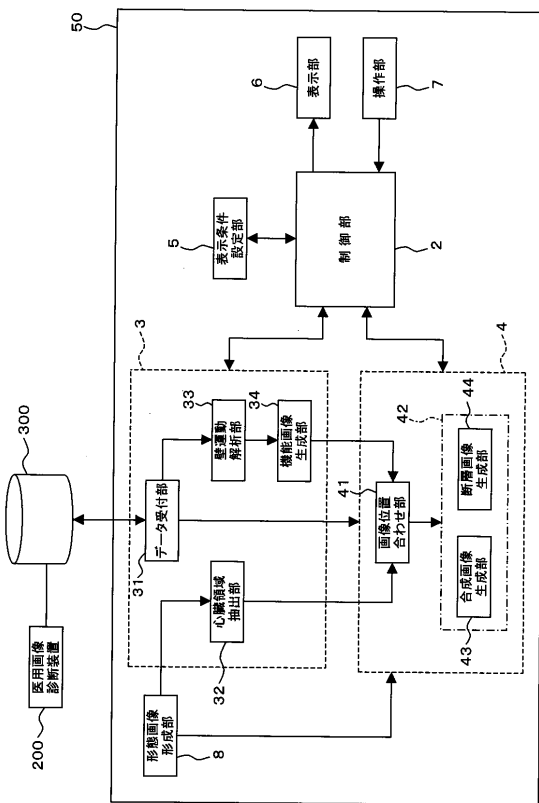 50
300
医用画像
診断装置
200
3
データ受付部
31
33
壁運動
解析部
34
機能画像
生成部
心臓領域
抽出部
32
形態画像
形成部
8
表示条件
設定部
5
制御部
2
表示部
6
操作部
7
4
41
画像位置
合わせ部
42
44
断層画像
生成部
合成画像
生成部
43